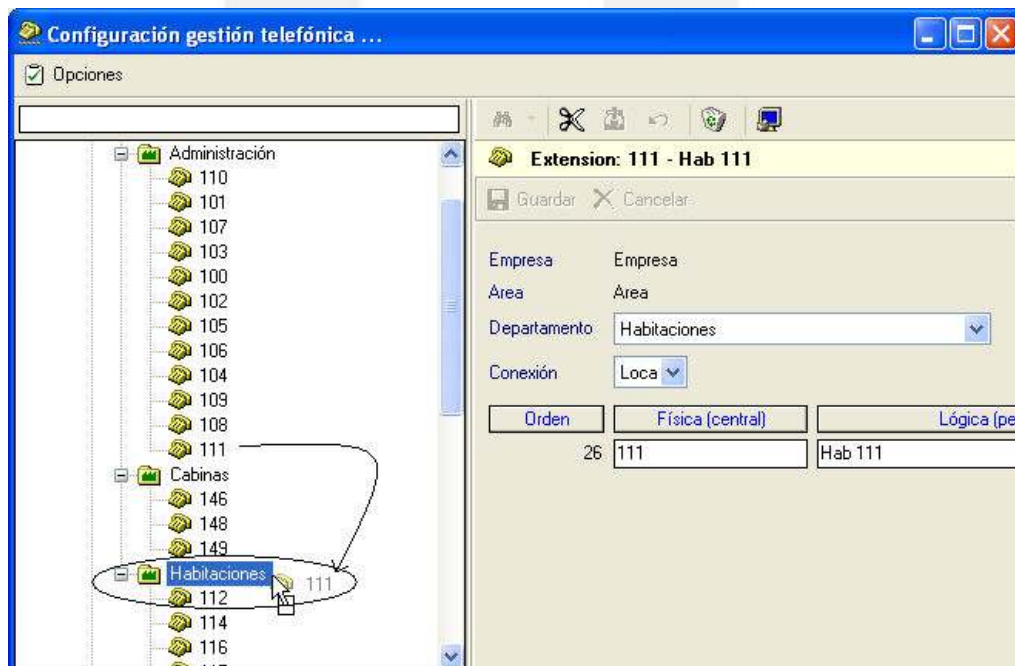 Configuración gestión telefónica ...
Opciones
Administración
110
101
107
103
100
102
105
106
104
109
108
111
Cabinas
146
148
149
Habitaciones
111
112
114
116
Extension: 111 - Hab 111
Guardar Cancelar
Empresa Empresa
Area Area
Departamento Habitaciones
Conexión Loca
Orden Física (central) Lógica (pe
26 111 Hab 111